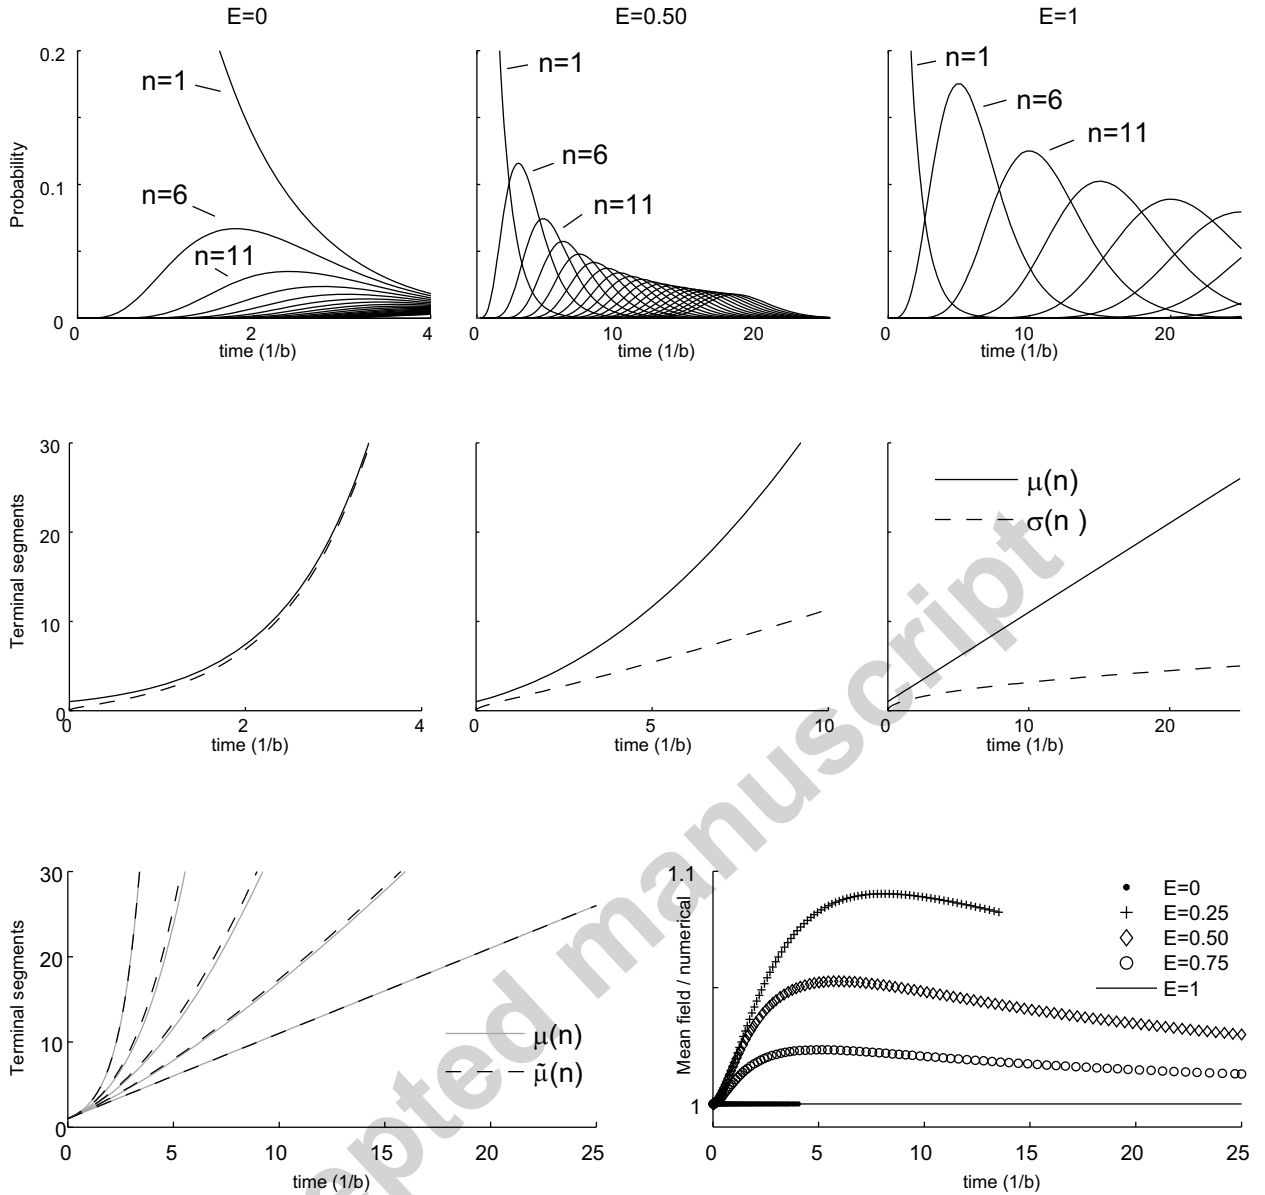 E=0
E=0.50
E=1
Probability
0.2
0.1
0
n=1
n=6
n=11
0
2
4
time (1/b)
n=1
n=6
n=11
0
10
20
time (1/b)
n=1
n=6
n=11
0
10
20
time (1/b)
Terminal segments
30
20
10
0
0
2
4
time (1/b)
0
5
10
time (1/b)
μ(n)
σ(n )
0
10
20
time (1/b)
Terminal segments
30
20
10
0
μ(n)
μ̃(n)
0
5
10
15
20
25
time (1/b)
Mean field / numerical
1.1
1
E=0
E=0.25
E=0.50
E=0.75
E=1
0
5
10
15
20
25
time (1/b)
epted manuscript